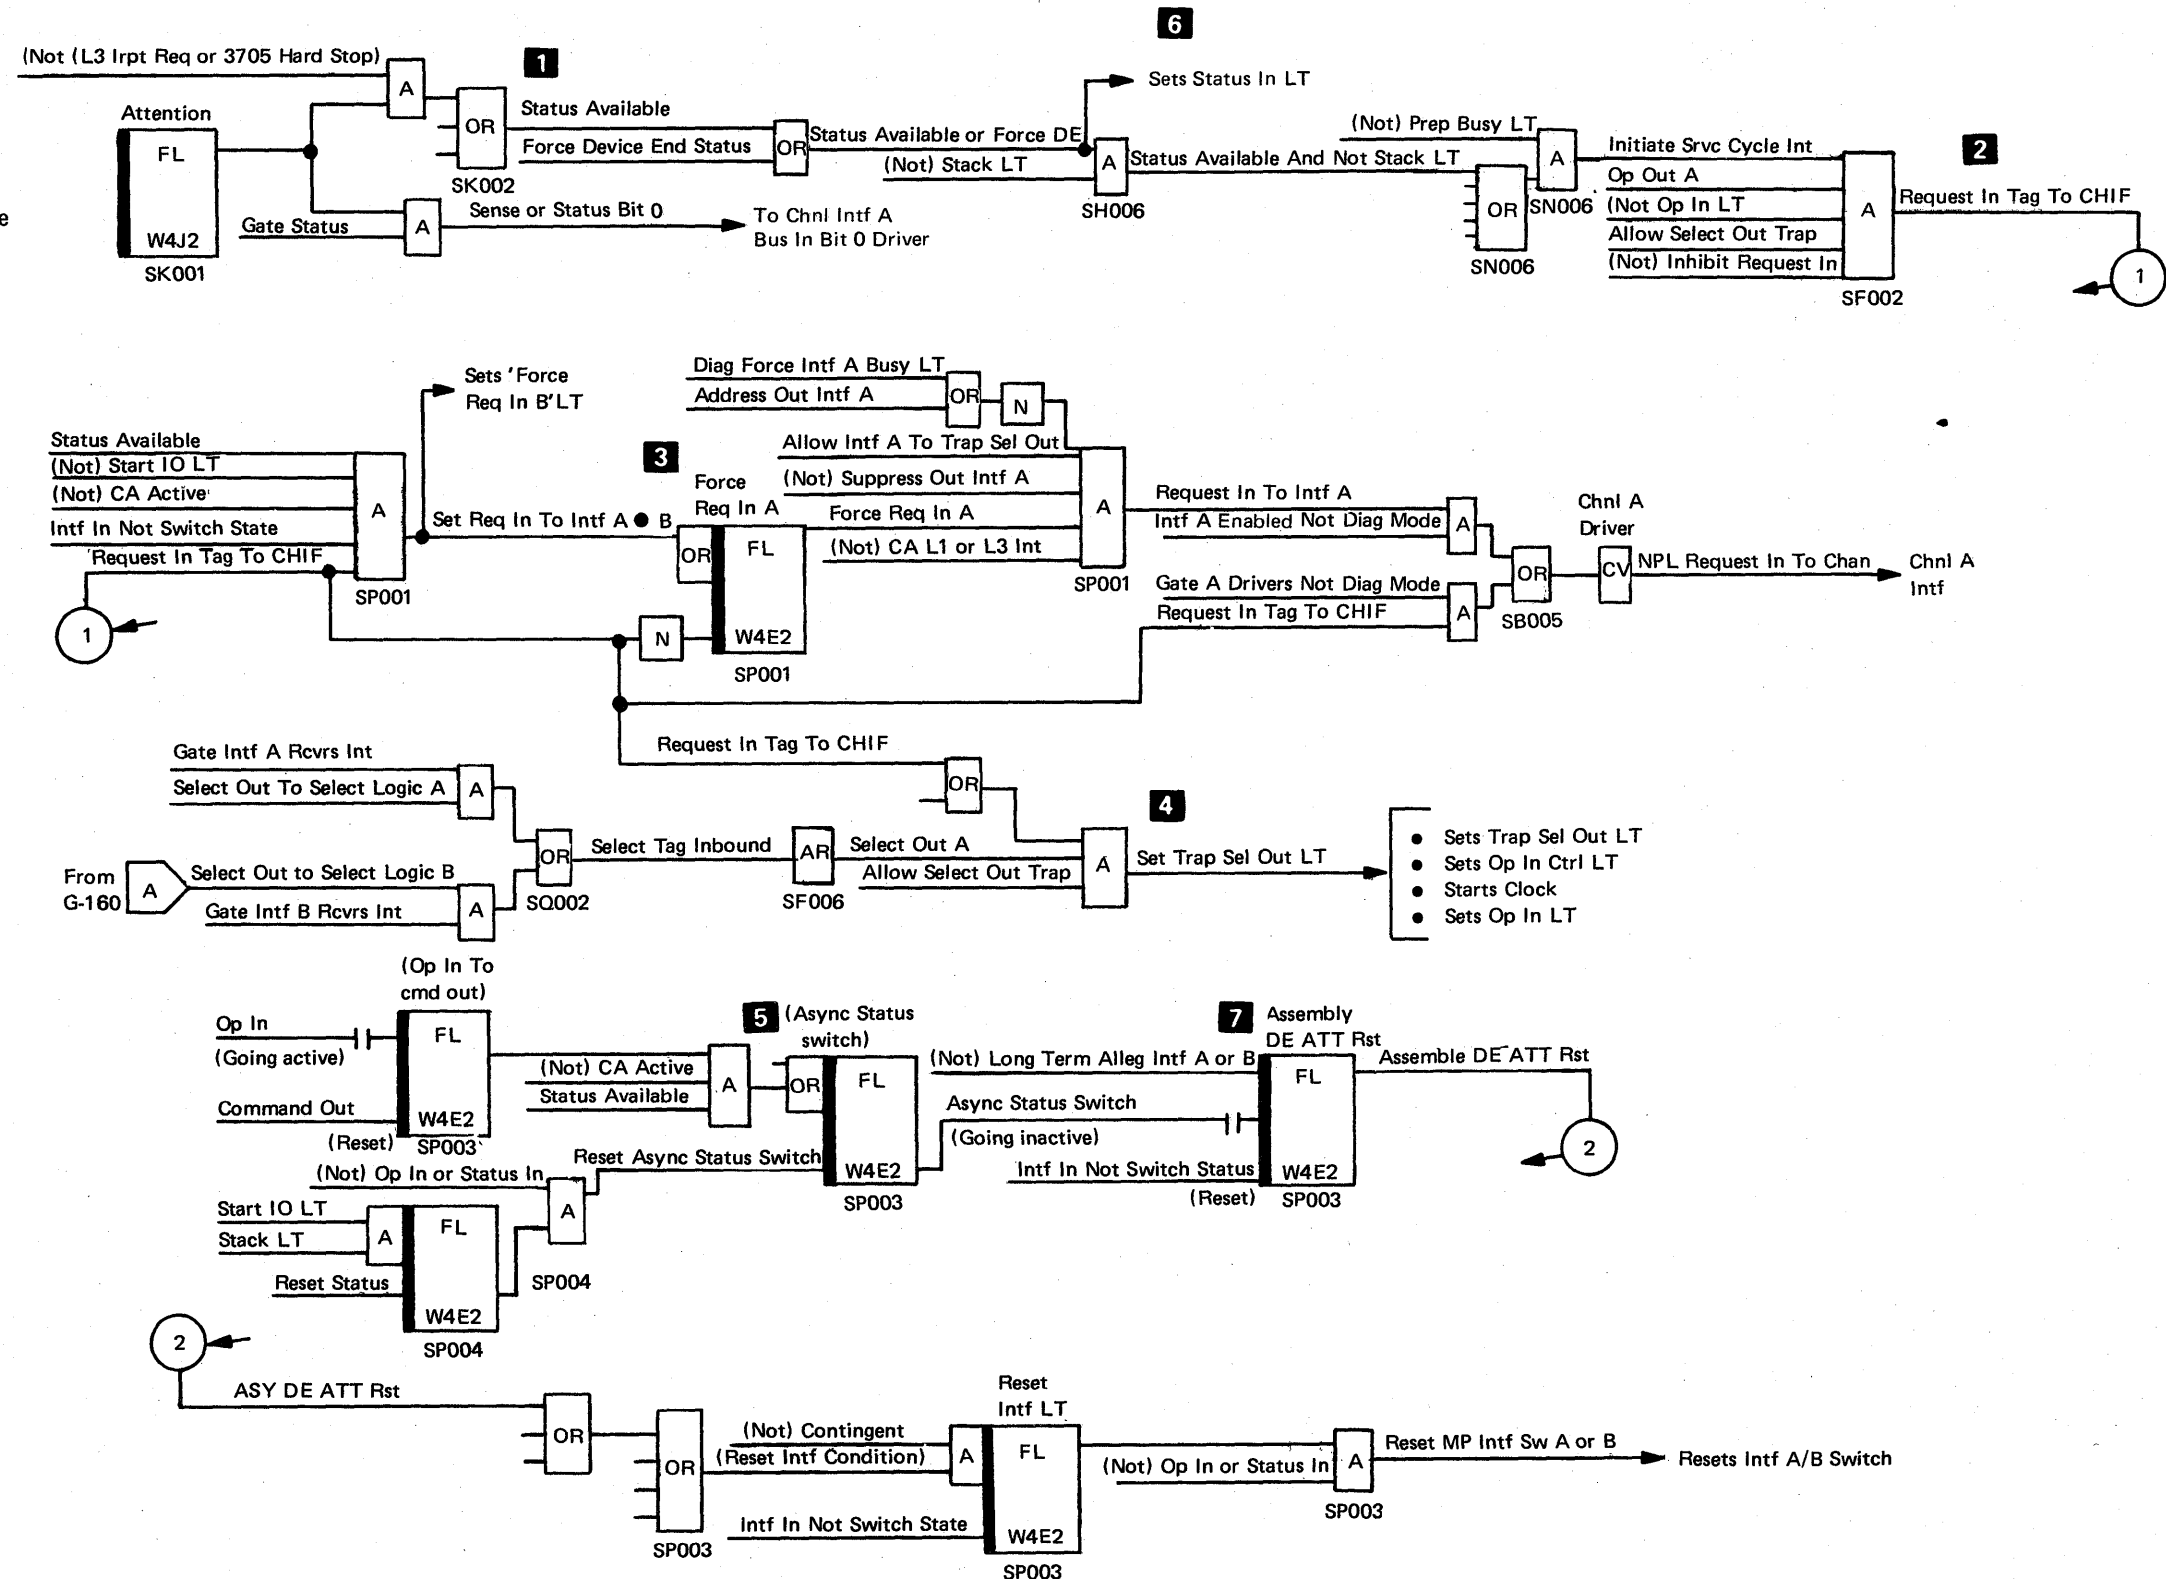 6
(Not (L3 Irpt Req or 3705 Hard Stop)
A
1
Sets Status In LT
Attention
FL
W4J2
SK001
OR
SK002
Status Available
Force Device End Status
OR
Status Available or Force DE
(Not) Stack LT
A
SH006
Status Available And Not Stack LT
(Not) Prep Busy LT
A
SN006
OR
SN006
Initiate Srvc Cycle Int
Op Out A
(Not Op In LT
Allow Select Out Trap
(Not) Inhibit Request In
A
SF002
2
Request In Tag To CHIF
1
Gate Status
A
Sense or Status Bit 0
To Chnl Intf A
Bus In Bit 0 Driver
e
Sets 'Force
Req In B'LT
Diag Force Intf A Busy LT
Address Out Intf A
OR
N
Status Available
(Not) Start IO LT
(Not) CA Active
Intf In Not Switch State
Request In Tag To CHIF
A
SP001
1
Set Req In To Intf A ● B
3
Force
Req In A
OR
FL
W4E2
SP001
N
Allow Intf A To Trap Sel Out
(Not) Suppress Out Intf A
Force Req In A
(Not) CA L1 or L3 Int
A
SP001
Request In To Intf A
Intf A Enabled Not Diag Mode
A
Gate A Drivers Not Diag Mode
Request In Tag To CHIF
A
OR
SB005
Chnl A
Driver
CV
NPL Request In To Chan
Chnl A
Intf
Request In Tag To CHIF
OR
Gate Intf A Rcvrs Int
Select Out To Select Logic A
A
From
G-160
A
Select Out to Select Logic B
Gate Intf B Rcvrs Int
A
OR
SQ002
Select Tag Inbound
AR
SF006
Select Out A
Allow Select Out Trap
A
4
Set Trap Sel Out LT
● Sets Trap Sel Out LT
● Sets Op In Ctrl LT
● Starts Clock
● Sets Op In LT
(Op In To
cmd out)
Op In
(Going active)
Command Out
(Reset)
FL
W4E2
SP003
(Not) CA Active
Status Available
A
5
(Async Status
switch)
OR
FL
W4E2
SP003
Reset Async Status Switch
(Not) Op In or Status In
A
SP004
Start IO LT
Stack LT
A
Reset Status
FL
W4E2
SP004
7
Assembly
DE ATT Rst
(Not) Long Term Alleg Intf A or B
Async Status Switch
(Going inactive)
Intf In Not Switch Status
(Reset)
FL
W4E2
SP003
Assemble DE ATT Rst
2
2
ASY DE ATT Rst
OR
OR
SP003
(Not) Contingent
(Reset Intf Condition)
Intf In Not Switch State
A
Reset
Intf LT
FL
W4E2
SP003
(Not) Op In or Status In
A
SP003
Reset MP Intf Sw A or B
Resets Intf A/B Switch